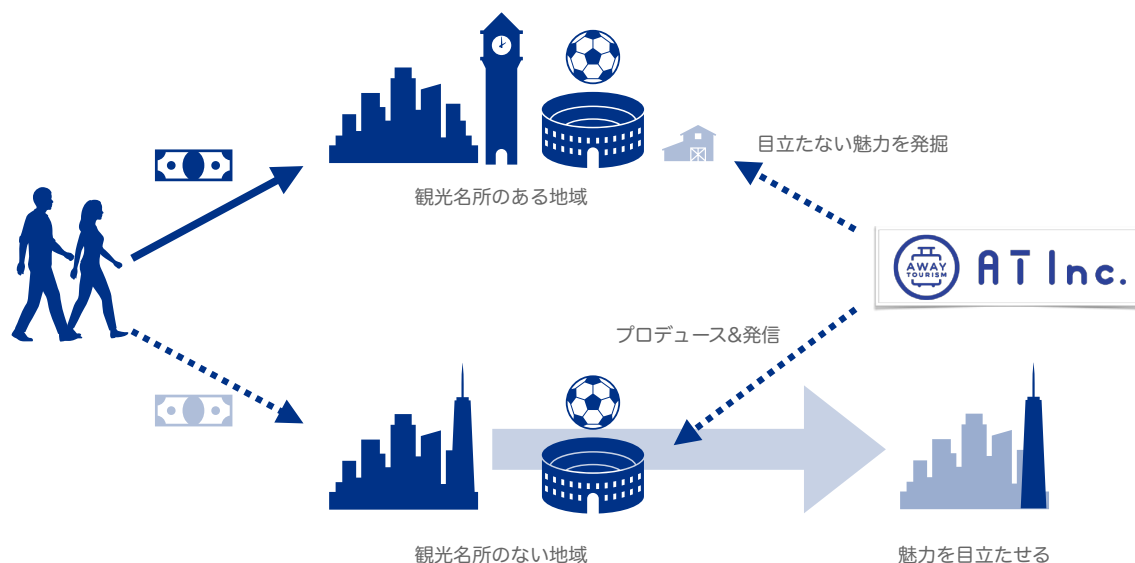 目立たない魅力を発掘
観光名所のある地域
AWAY
TOURISM
AT Inc.
プロデュース&発信
観光名所のない地域
魅力を目立たせる